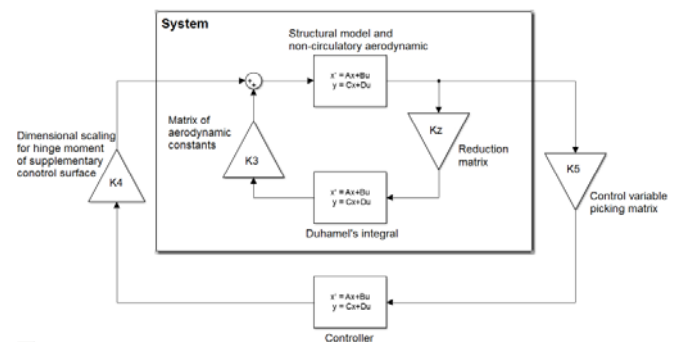 System
Structural model and
non-circulatory aerodynamic
x' = Ax+Bu
y = Cx+Du
Matrix of
aerodynamic
constants
K3
Kz
Reduction
matrix
x' = Ax+Bu
y = Cx+Du
Duhamel's integral
Dimensional scaling
for hinge moment
of supplementary
conotrol surface
K4
K5
Control variable
picking matrix
x' = Ax+Bu
y = Cx+Du
Controller